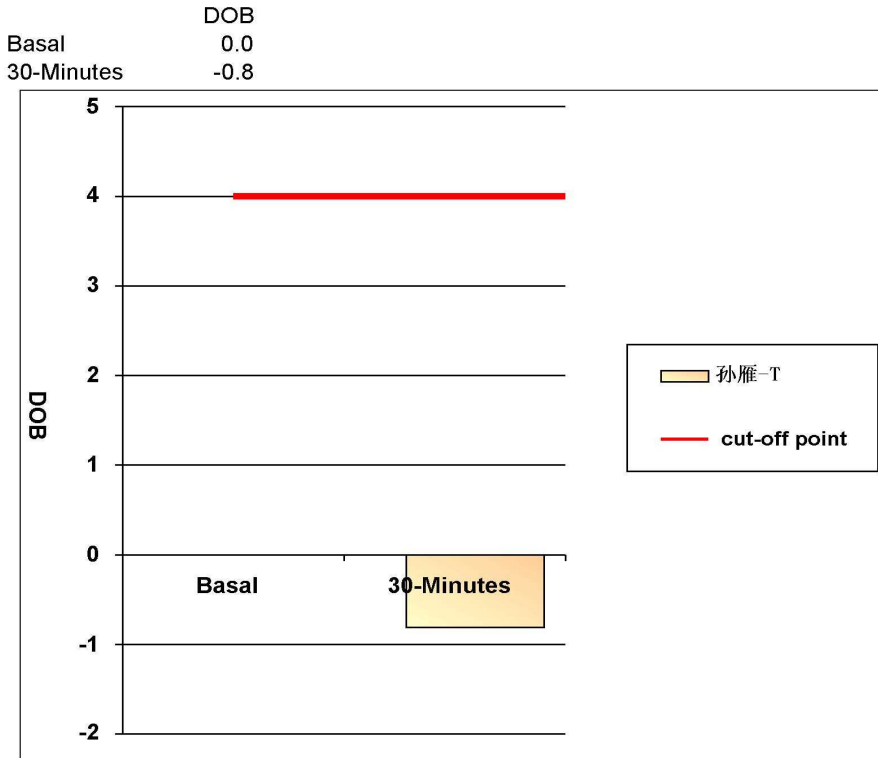 DOB
Basal 0.0
30-Minutes -0.8
5
4
3
2
1
0
-1
-2
DOB
Basal 30-Minutes
孙雁-T
cut-off point